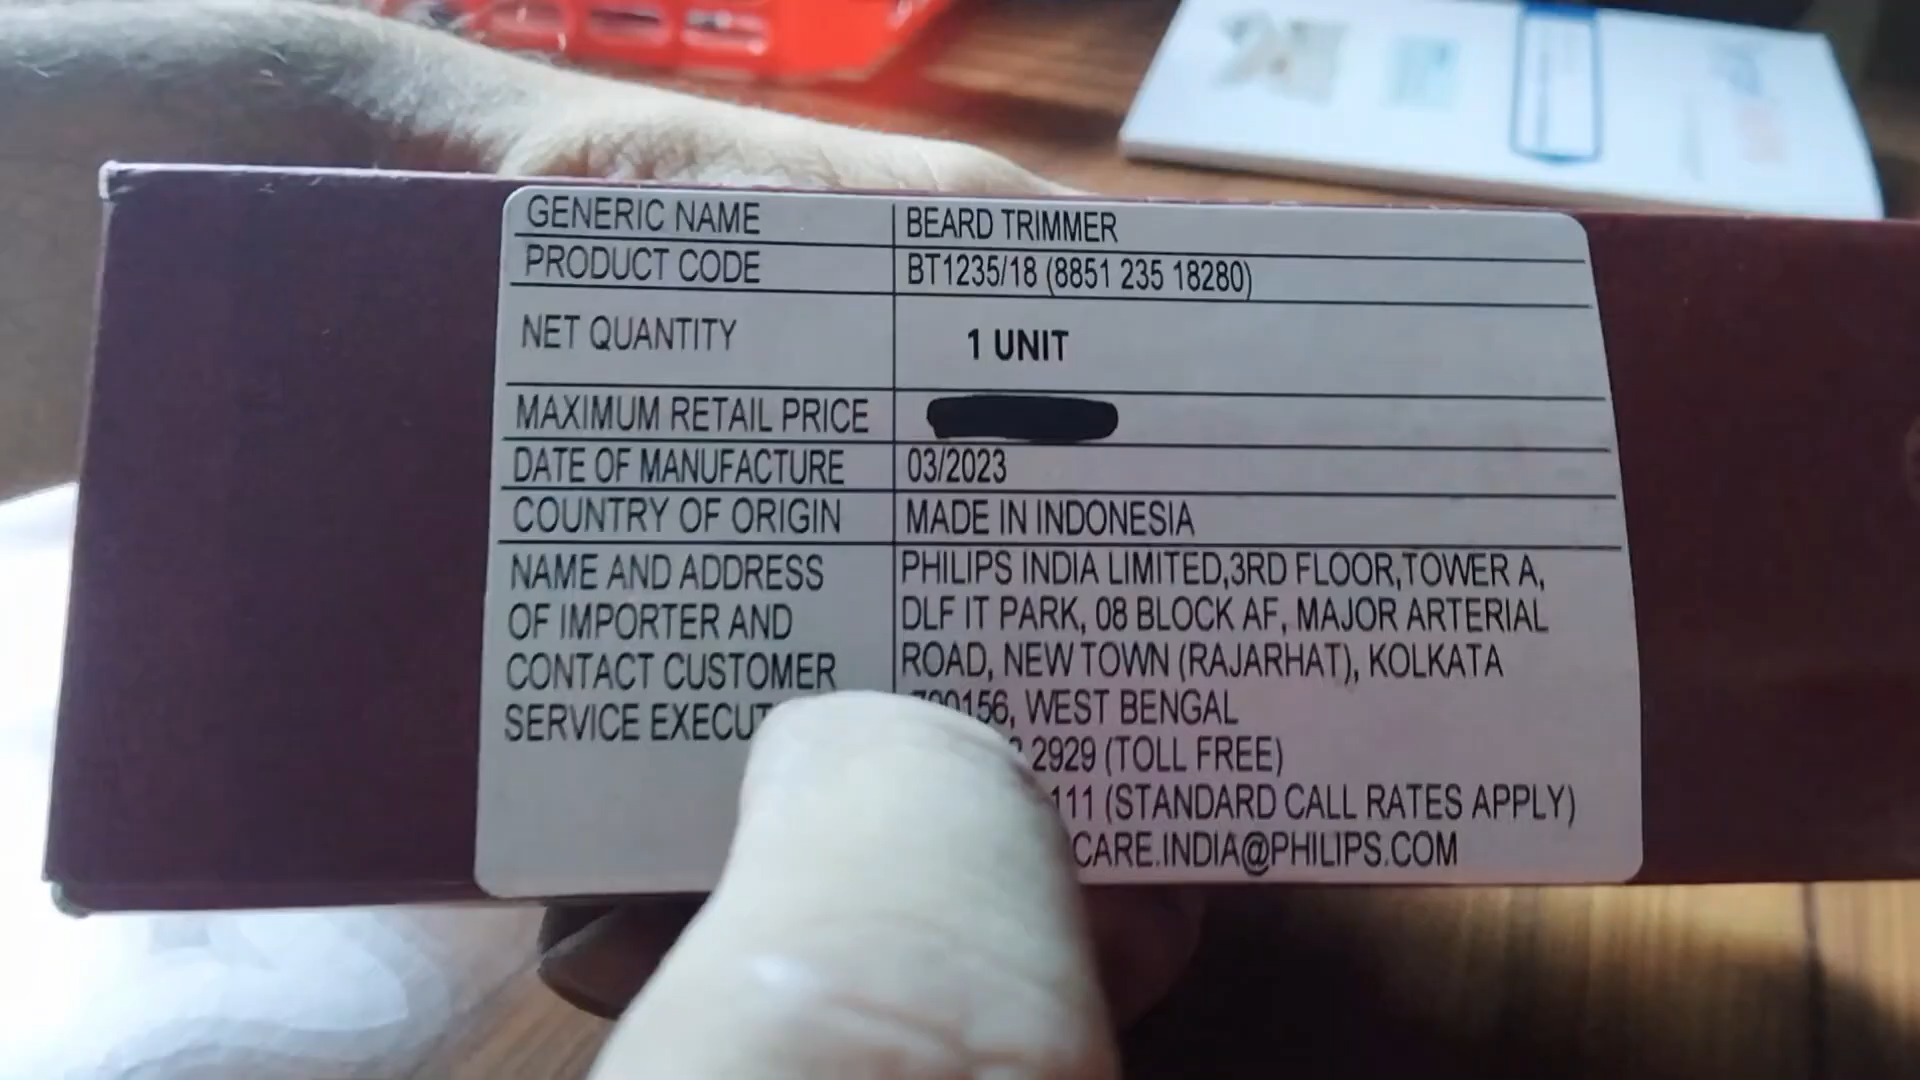 GENERIC NAME BEARD TRIMMER
PRODUCT CODE BT1235/18 (8851 235 18280)
NET QUANTITY 1 UNIT
MAXIMUM RETAIL PRICE
DATE OF MANUFACTURE 03/2023
COUNTRY OF ORIGIN MADE IN INDONESIA
NAME AND ADDRESS PHILIPS INDIA LIMITED,3RD FLOOR,TOWER A,
OF IMPORTER AND DLF IT PARK, 08 BLOCK AF, MAJOR ARTERIAL
CONTACT CUSTOMER ROAD, NEW TOWN (RAJARHAT), KOLKATA
SERVICE WEST BENGAL
2929 (TOLL FREE)
111 (STANDARD CALL RATES APPLY)
CARE.INDIA@PHILIPS.COM